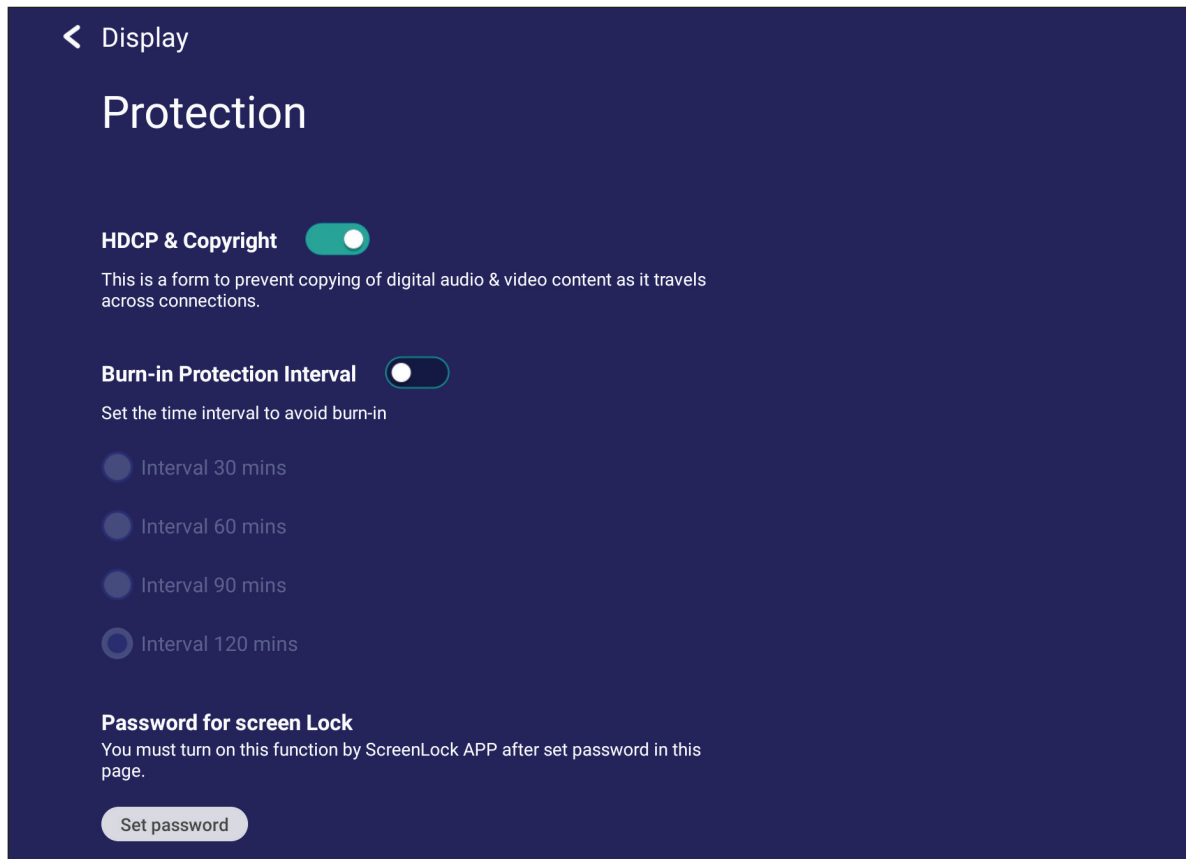 Display
Protection
HDCP & Copyright
This is a form to prevent copying of digital audio & video content as it travels
across connections.
Burn-in Protection Interval
Set the time interval to avoid burn-in
Interval 30 mins
Interval 60 mins
Interval 90 mins
Interval 120 mins
Password for screen Lock
You must turn on this function by ScreenLock APP after set password in this
page.
Set password